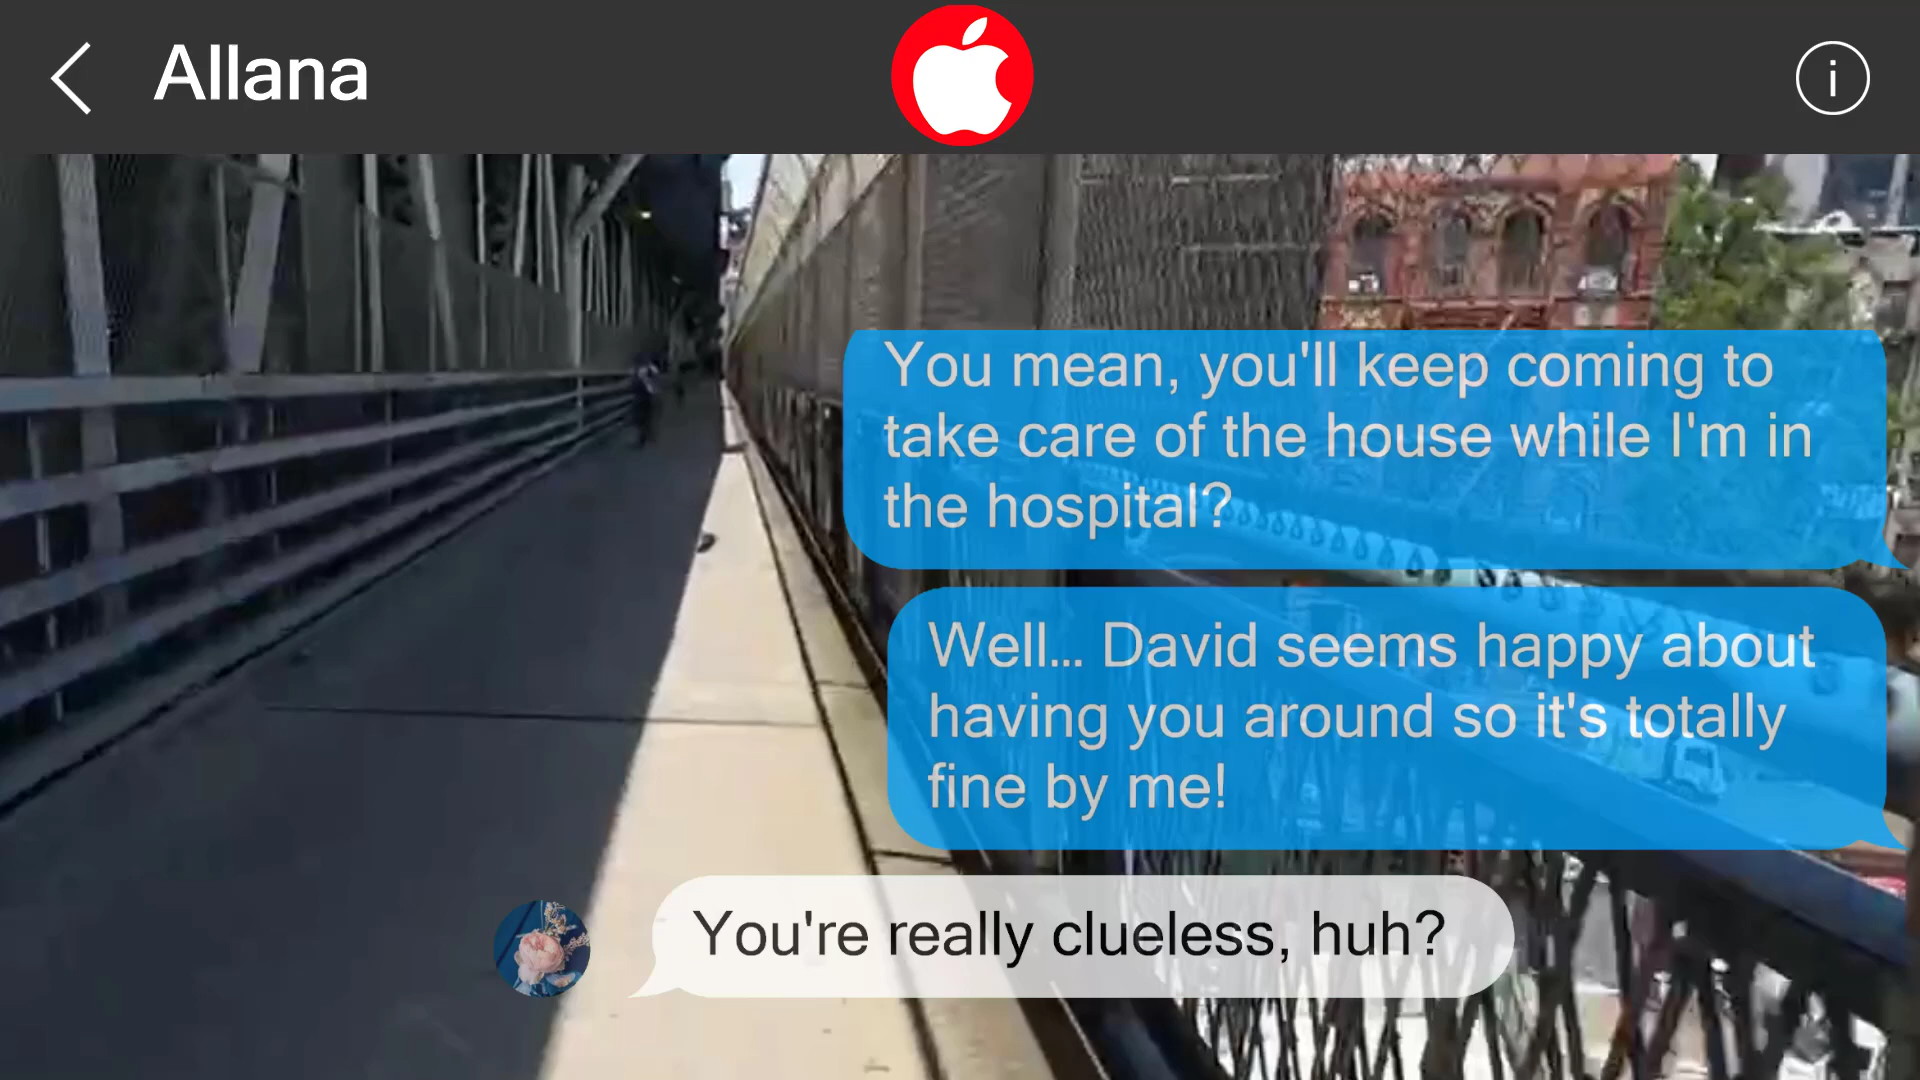 Allana
i
You mean, you'll keep coming to
take care of the house while I'm in
the hospital?
Well... David seems happy about
having you around so it's totally
fine by me!
You're really clueless, huh?